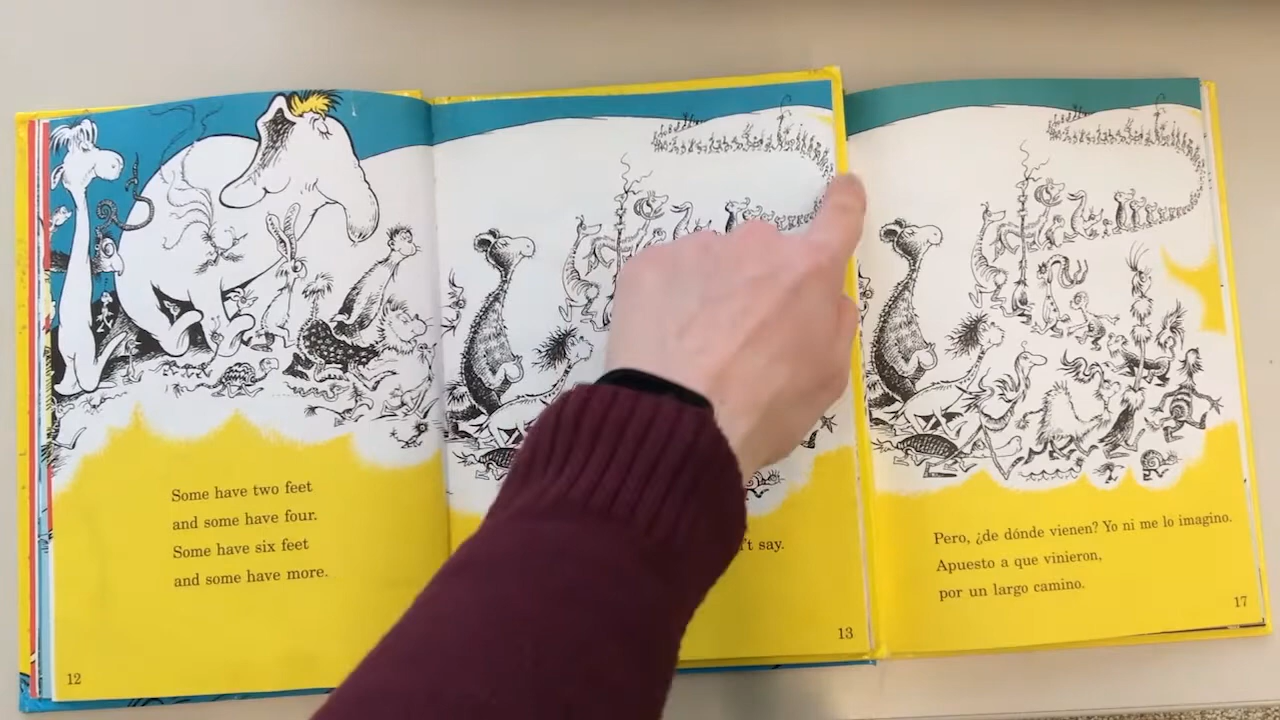 Some have two feet
and some have four.
Some have six feet
and some have more.
12
say.
13
Pero, ¿de dónde vienen? Yo ni me lo imagino.
Apuesto a que vinieron,
por un largo camino.
17